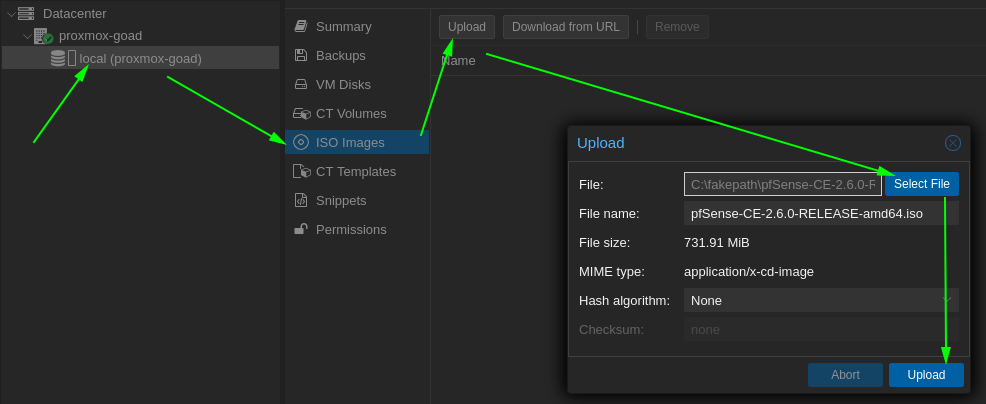 Datacenter
proxmox-goad
local (proxmox-goad)
Summary
Backups
VM Disks
CT Volumes
ISO Images
CT Templates
Snippets
Permissions
Upload Download from URL Remove
Name
Upload
File: C:\fakepath\pfSense-CE-2.6.0-R Select File
File name: pfSense-CE-2.6.0-RELEASE-amd64.iso
File size: 731.91 MiB
MIME type: application/x-cd-image
Hash algorithm: None
Checksum: none
Abort Upload